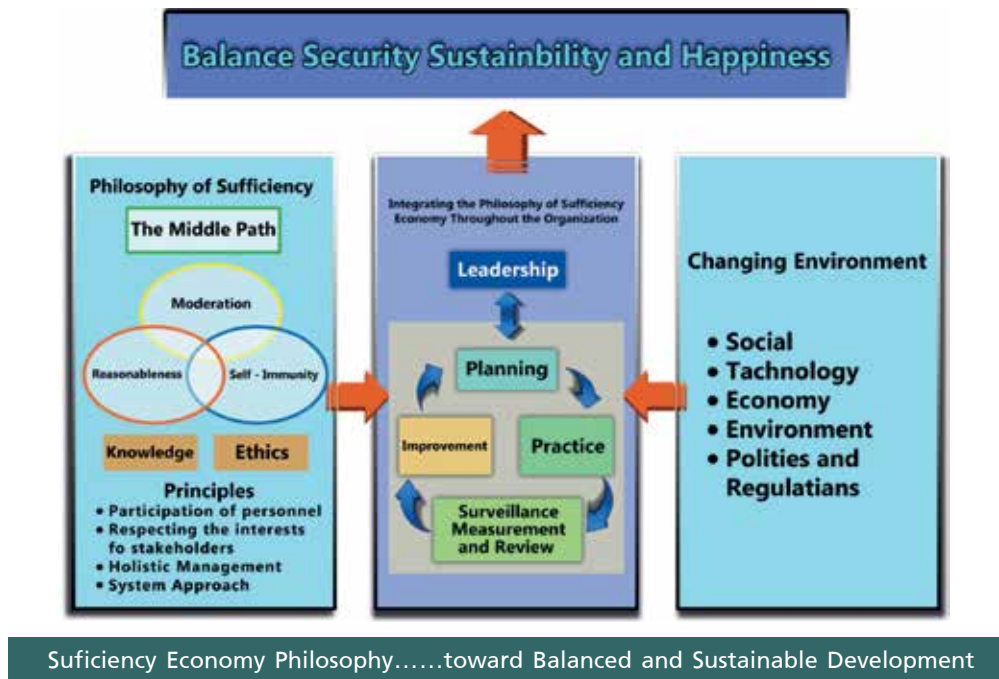 Balance Security Sustainbility and Happiness
Philosophy of Sufficiency
The Middle Path
Moderation
Reasonableness
Self - Immunity
Knowledge
Ethics
Principles
• Participation of personnel
• Respecting the interests
fo stakeholders
• Holistic Management
• System Approach
Integrating the Philosophy of Sufficiency
Economy Throughout the Organization
Leadership
Planning
Improvement
Practice
Surveillance
Measurement
and Review
Changing Environment
• Social
• Tachnology
• Economy
• Environment
• Polities and
Regulatians
Suficiency Economy Philosophy......toward Balanced and Sustainable Development